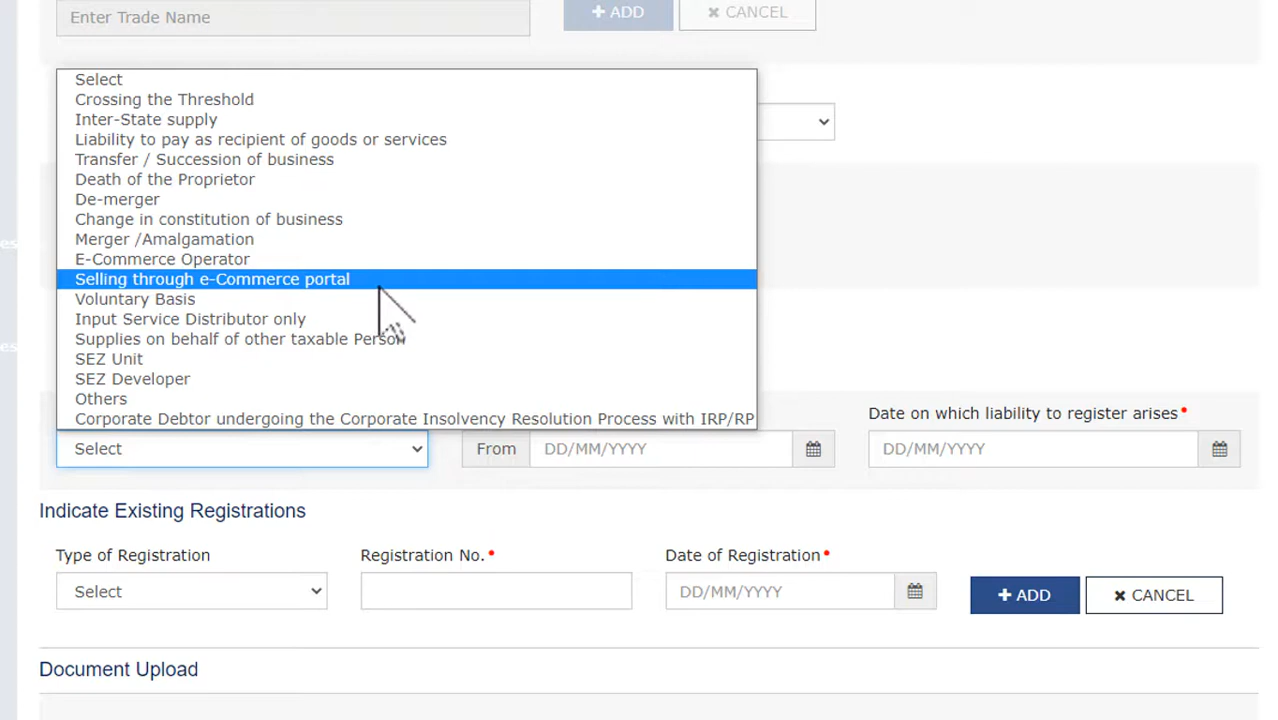 Enter Trade Name
ADD
CANCEL
Select
Crossing the Threshold
Inter-State supply
Liability to pay as recipient of goods or services
Transfer / Succession of business
Death of the Proprietor
De-merger
Change in constitution of business
Merger /Amalgamation
E-Commerce Operator
Selling through e-Commerce portal
Voluntary Basis
Input Service Distributor only
Supplies on behalf of other taxable Person
SEZ Unit
SEZ Developer
Others
Corporate Debtor undergoing the Corporate Insolvency Resolution Process with IRP/RP
Date on which liability to register arises
Select
From
DD/MM/YYYY
DD/MM/YYYY
Indicate Existing Registrations
Type of Registration
Registration No.
Date of Registration
Select
DD/MM/YYYY
ADD
CANCEL
Document Upload